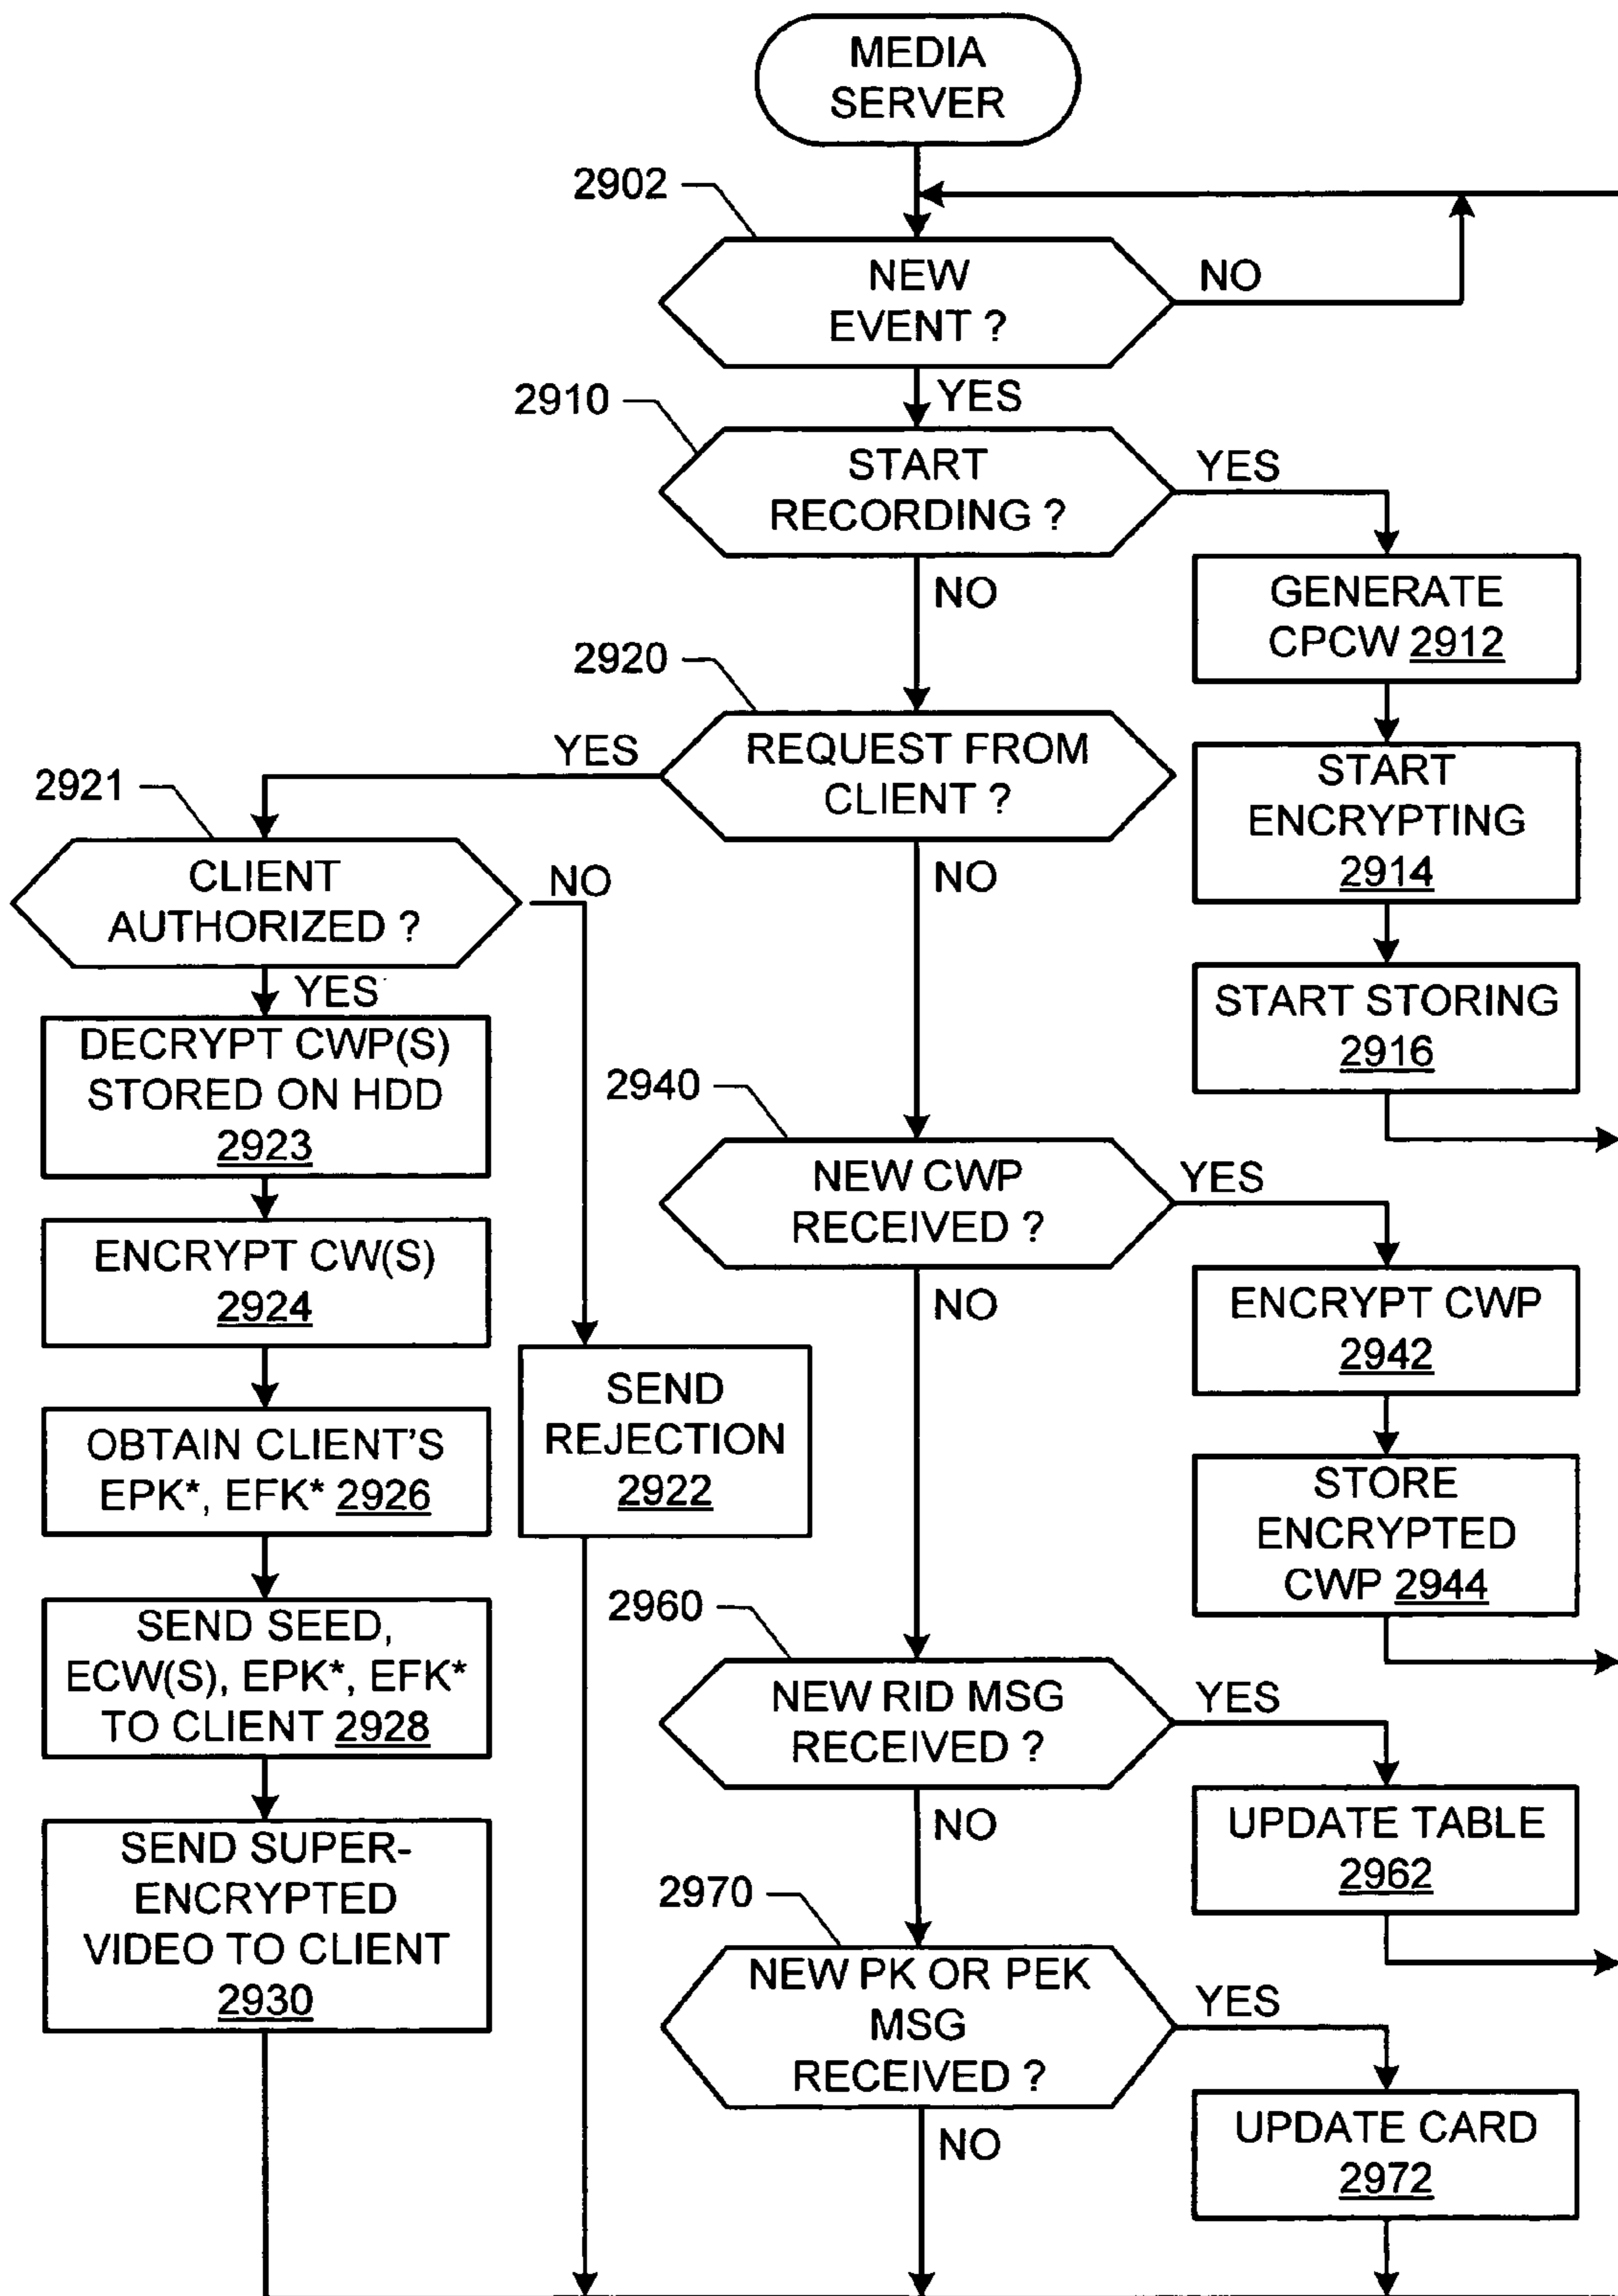 MEDIA
SERVER
2902
NEW
EVENT ?
NO
YES
2910
START
RECORDING ?
YES
NO
GENERATE
CPCW 2912
START
ENCRYPTING
2914
START STORING
2916
2920
REQUEST FROM
CLIENT ?
YES
NO
2921
CLIENT
AUTHORIZED ?
NO
YES
DECRYPT CWP(S)
STORED ON HDD
2923
ENCRYPT CW(S)
2924
OBTAIN CLIENT'S
EPK*, EFK* 2926
SEND SEED,
ECW(S), EPK*, EFK*
TO CLIENT 2928
SEND SUPER-
ENCRYPTED
VIDEO TO CLIENT
2930
SEND
REJECTION
2922
2940
NEW CWP
RECEIVED ?
YES
NO
ENCRYPT CWP
2942
STORE
ENCRYPTED
CWP 2944
2960
NEW RID MSG
RECEIVED ?
YES
NO
UPDATE TABLE
2962
2970
NEW PK OR PEK
MSG
RECEIVED ?
YES
NO
UPDATE CARD
2972